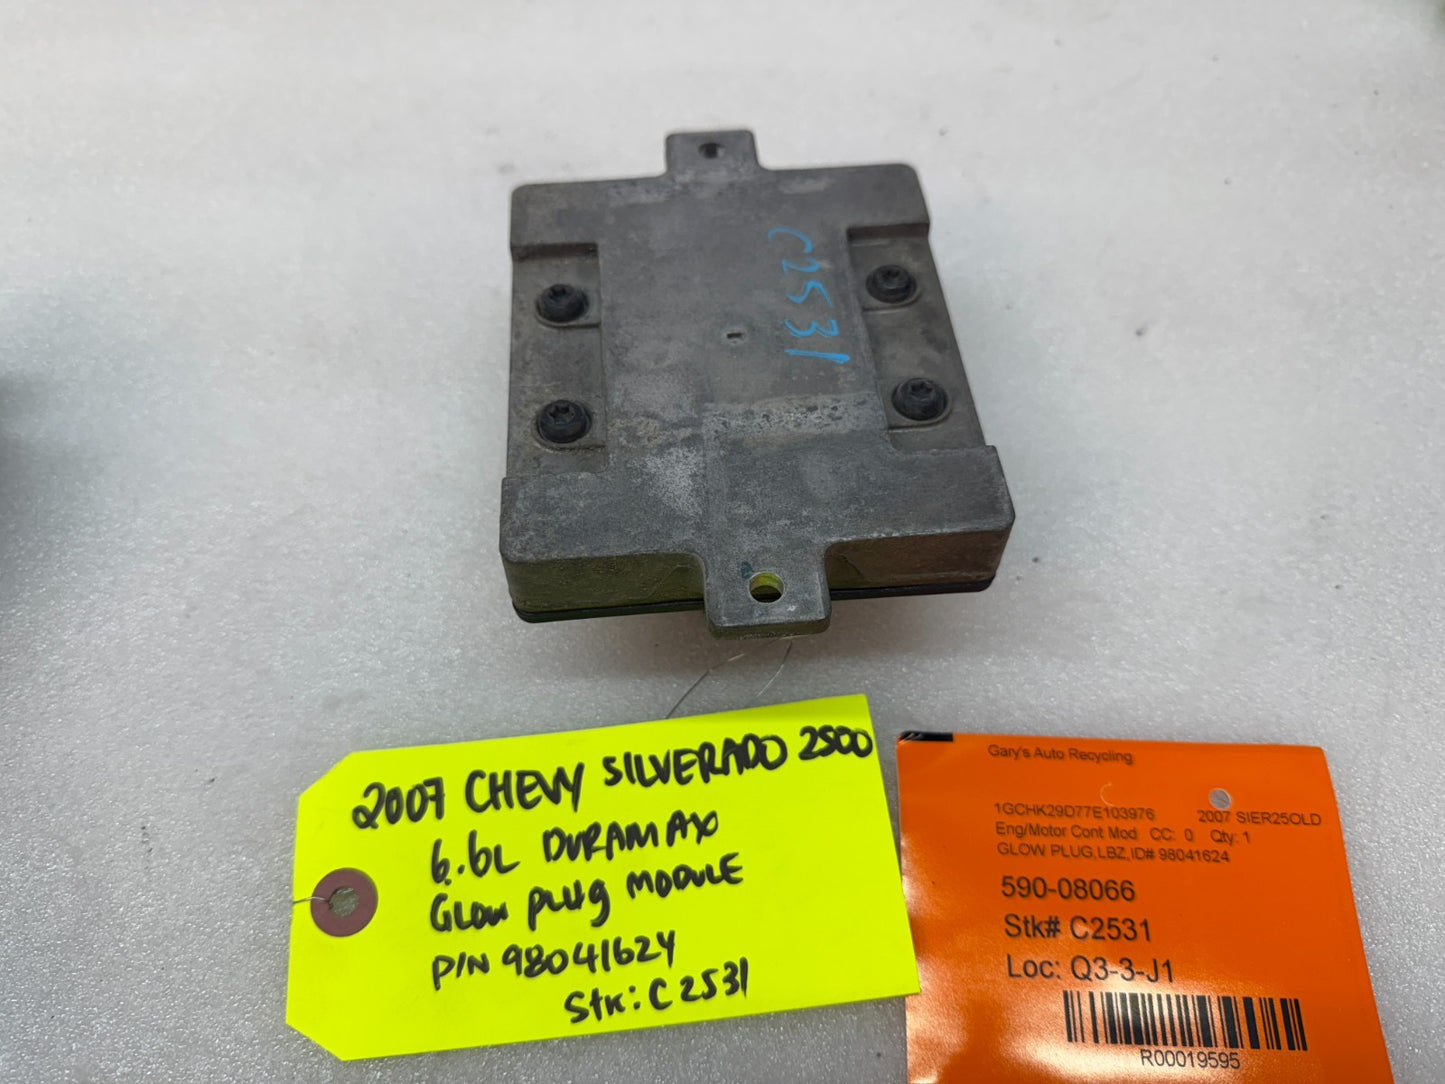 C2531
2007 CHEVY SILVERADO 2500
6.6L DURAMAX
GLOW PLUG MODULE
P/N 98041624
Stk: C2531
Gary's Auto Recycling
1GCHK29D77E103976 2007 SIER25OLD
Eng/Motor Cont Mod CC: 0 Qty: 1
GLOW PLUG,LBZ,ID# 98041624
590-08066
Stk# C2531
Loc: Q3-3-J1
R00019595